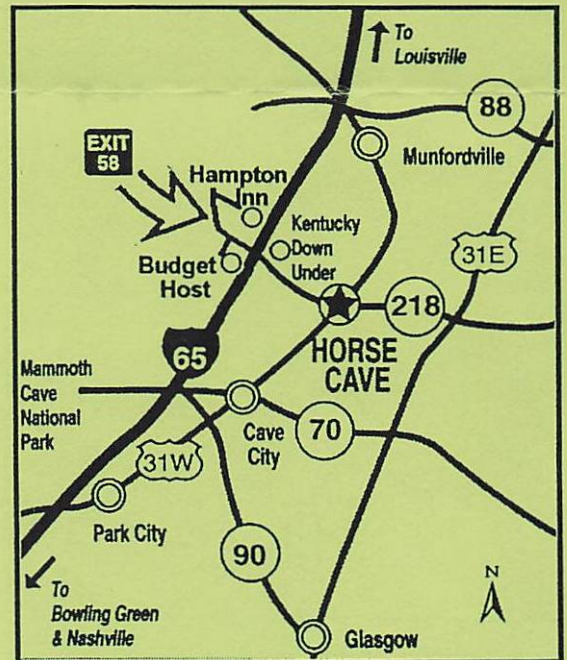 To
Louisville
88
EXIT
58
Munfordville
Hampton
Inn
Kentucky
Down
Under
31E
Budget
Host
218
65
HORSE
CAVE
Mammoth
Cave
National
Park
Cave
City
70
31W
Park City
90
To
Bowling Green
& Nashville
N
Glasgow